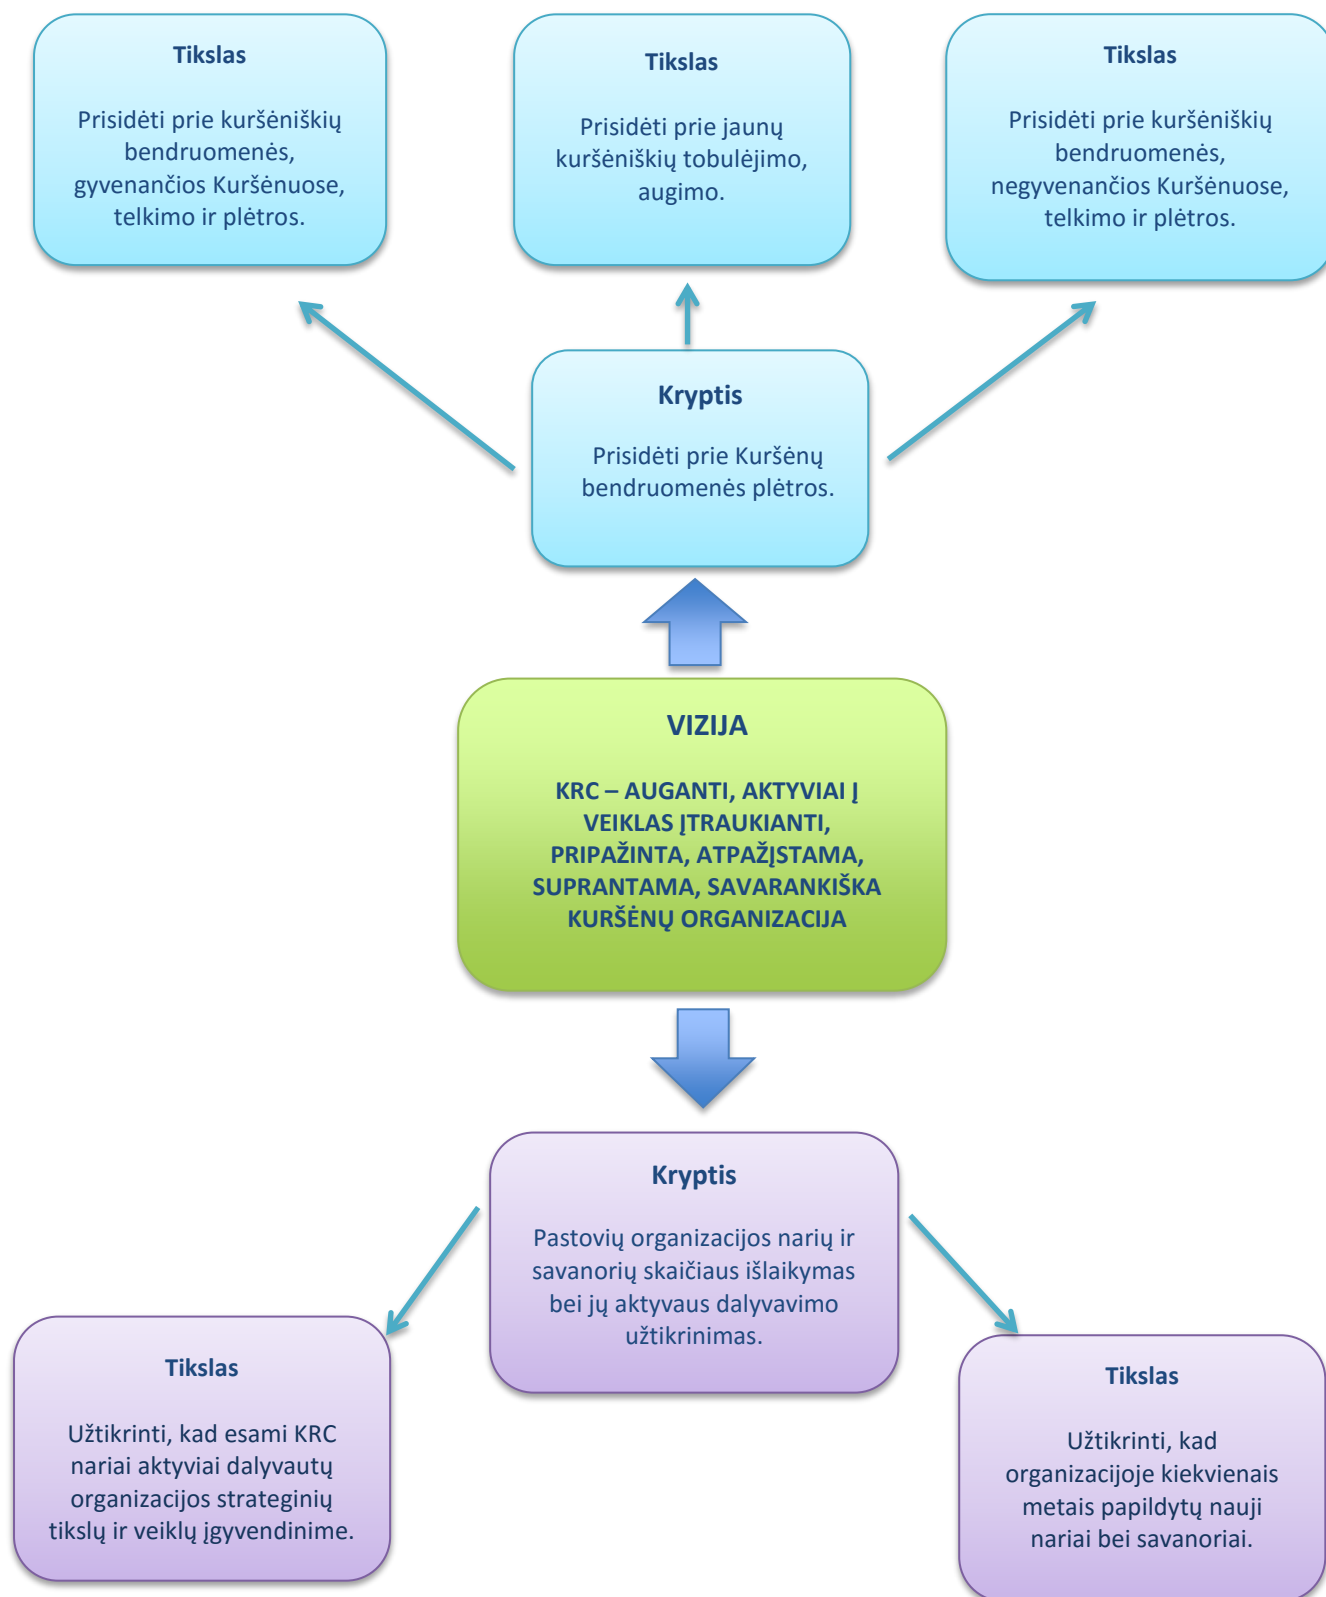 Tikslas
Prisidėti prie kuršėniškių
bendruomenės,
gyvenančios Kuršėnuose,
telkimo ir plėtros.
Tikslas
Prisidėti prie jaunų
kuršėniškių tobulėjimo,
augimo.
Tikslas
Prisidėti prie kuršėniškių
bendruomenės,
negyvenančios Kuršėnuose,
telkimo ir plėtros.
Kryptis
Prisidėti prie Kuršėnų
bendruomenės plėtros.
VIZIJA
KRC – AUGANTI, AKTYVIAI Į
VEIKLAS ĮTRAUKIANTI,
PRIPAŽINTA, ATPAŽĮSTAMA,
SUPRANTAMA, SAVARANKIŠKA
KURŠĖNŲ ORGANIZACIJA
Kryptis
Pastovių organizacijos narių ir
savanorių skaičiaus išlaikymas
bei jų aktyvaus dalyvavimo
užtikrinimas.
Tikslas
Užtikrinti, kad esami KRC
nariai aktyviai dalyvautų
organizacijos strateginių
tikslų ir veiklų įgyvendinime.
Tikslas
Užtikrinti, kad
organizacijoje kiekvienais
metais papildytų nauji
nariai bei savanoriai.